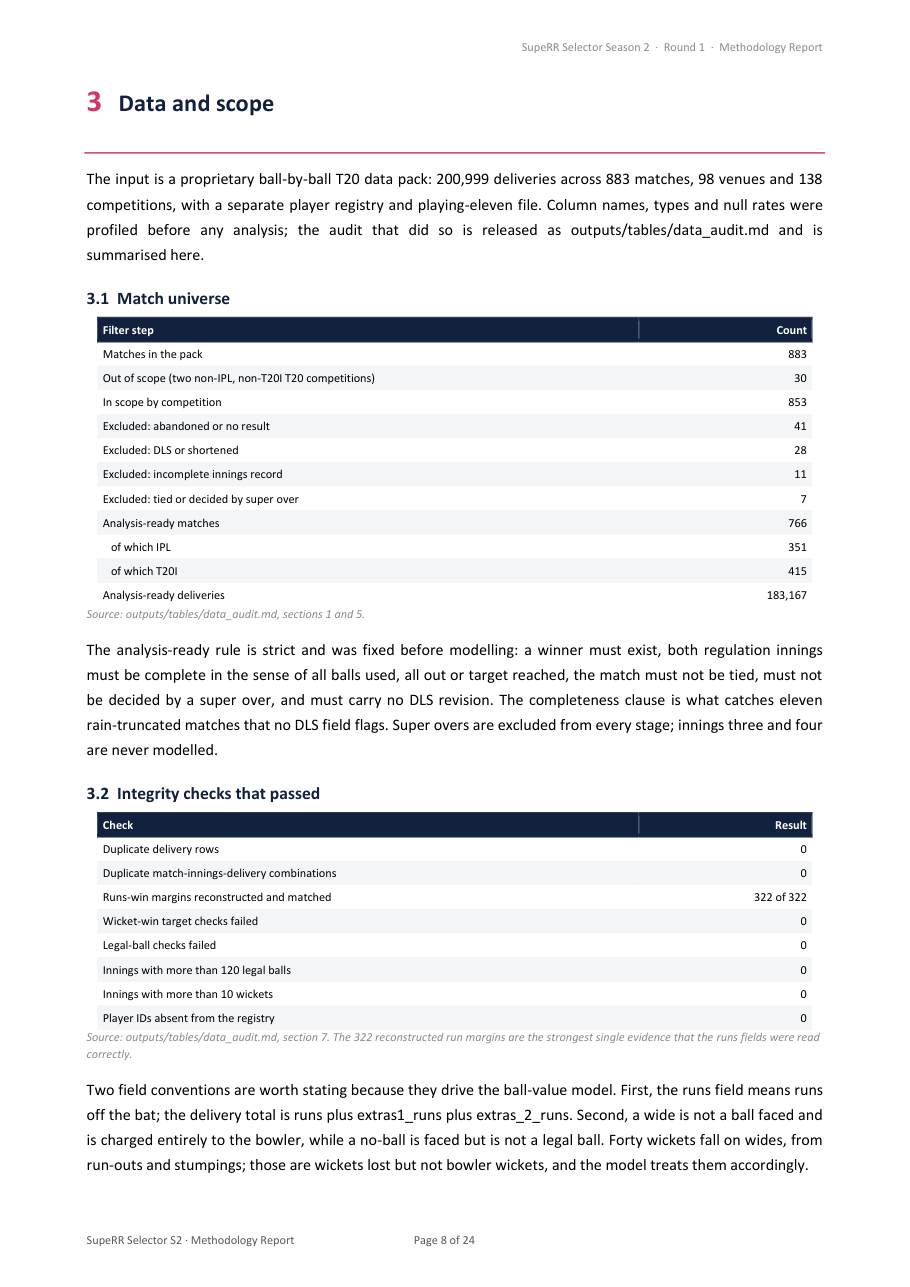 SupeRR Selector Season 2 · Round 1 · Methodology Report
3 Data and scope
The input is a proprietary ball-by-ball T20 data pack: 200,999 deliveries across 883 matches, 98 venues and 138
competitions, with a separate player registry and playing-eleven file. Column names, types and null rates were
profiled before any analysis; the audit that did so is released as outputs/tables/data_audit.md and is
summarised here.
3.1 Match universe
Filter step Count
Matches in the pack 883
Out of scope (two non-IPL, non-T20I T20 competitions) 30
In scope by competition 853
Excluded: abandoned or no result 41
Excluded: DLS or shortened 28
Excluded: incomplete innings record 11
Excluded: tied or decided by super over 7
Analysis-ready matches 766
of which IPL 351
of which T20I 415
Analysis-ready deliveries 183,167
Source: outputs/tables/data_audit.md, sections 1 and 5.
The analysis-ready rule is strict and was fixed before modelling: a winner must exist, both regulation innings
must be complete in the sense of all balls used, all out or target reached, the match must not be tied, must not
be decided by a super over, and must carry no DLS revision. The completeness clause is what catches eleven
rain-truncated matches that no DLS field flags. Super overs are excluded from every stage; innings three and four
are never modelled.
3.2 Integrity checks that passed
Check Result
Duplicate delivery rows 0
Duplicate match-innings-delivery combinations 0
Runs-win margins reconstructed and matched 322 of 322
Wicket-win target checks failed 0
Legal-ball checks failed 0
Innings with more than 120 legal balls 0
Innings with more than 10 wickets 0
Player IDs absent from the registry 0
Source: outputs/tables/data_audit.md, section 7. The 322 reconstructed run margins are the strongest single evidence that the runs fields were read
correctly.
Two field conventions are worth stating because they drive the ball-value model. First, the runs field means runs
off the bat; the delivery total is runs plus extras1_runs plus extras_2_runs. Second, a wide is not a ball faced and
is charged entirely to the bowler, while a no-ball is faced but is not a legal ball. Forty wickets fall on wides, from
run-outs and stumpings; those are wickets lost but not bowler wickets, and the model treats them accordingly.
SupeRR Selector S2 · Methodology Report Page 8 of 24